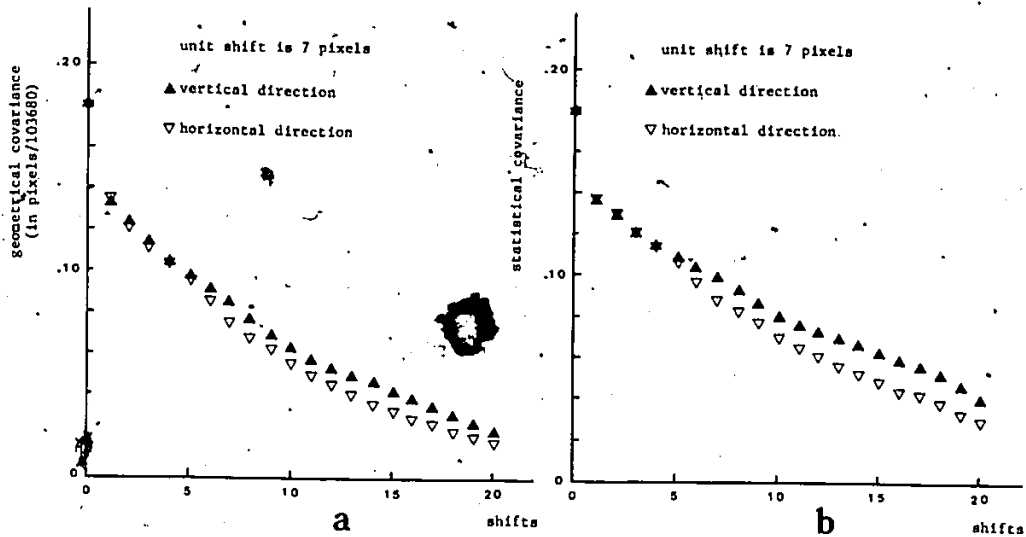 geometrical covariance
(in pixels/103680)
unit shift is 7 pixels
▲ vertical direction
▽ horizontal direction
.20
.10
0
0 5 10 15 20
shifts
a
statistical covariance
unit shift is 7 pixels
▲ vertical direction
▽ horizontal direction
.20
.10
0 5 10 15 20
shifts
b